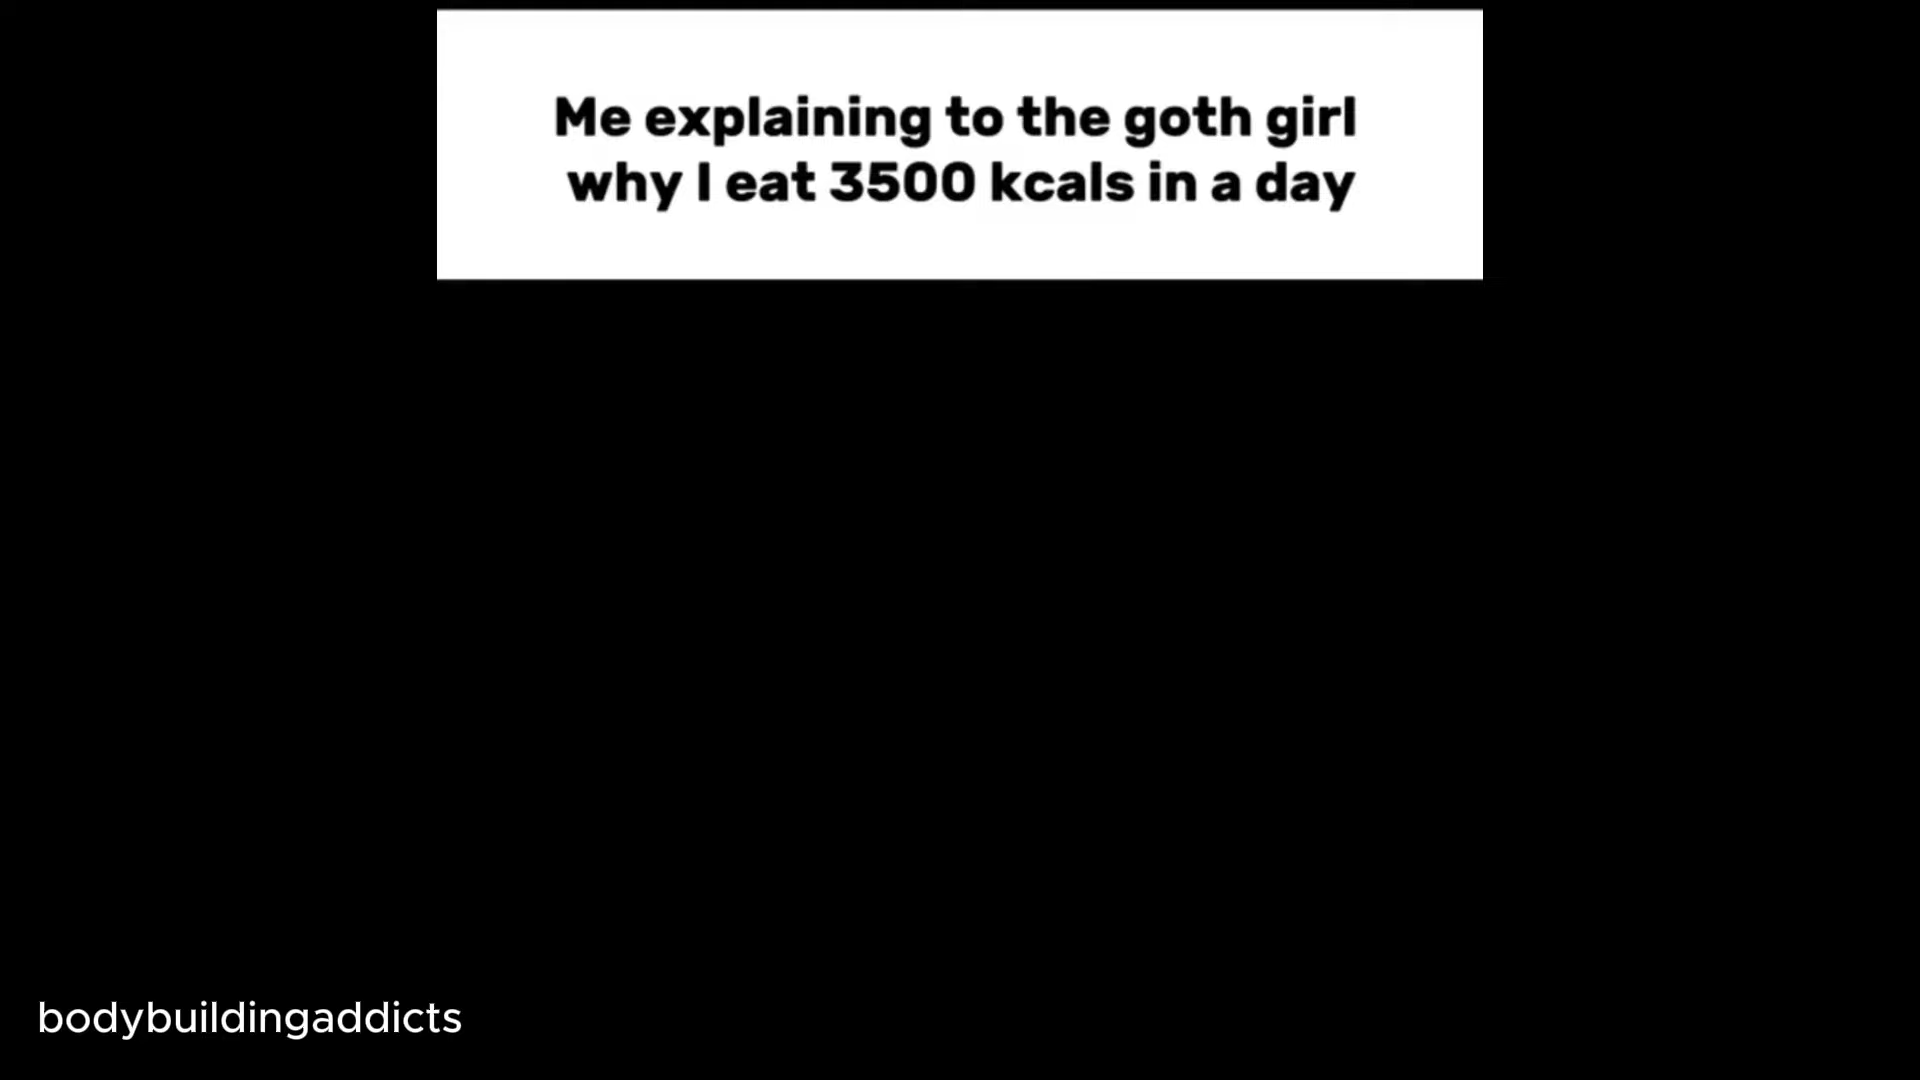 Me explaining to the goth girl
why I eat 3500 kcals in a day
bodybuildingaddicts